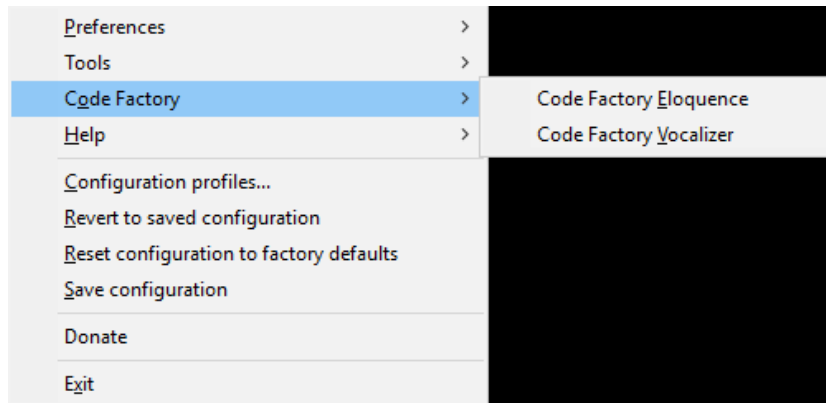 Preferences
Tools
Code Factory
Code Factory Eloquence
Help
Code Factory Vocalizer
Configuration profiles...
Revert to saved configuration
Reset configuration to factory defaults
Save configuration
Donate
Exit